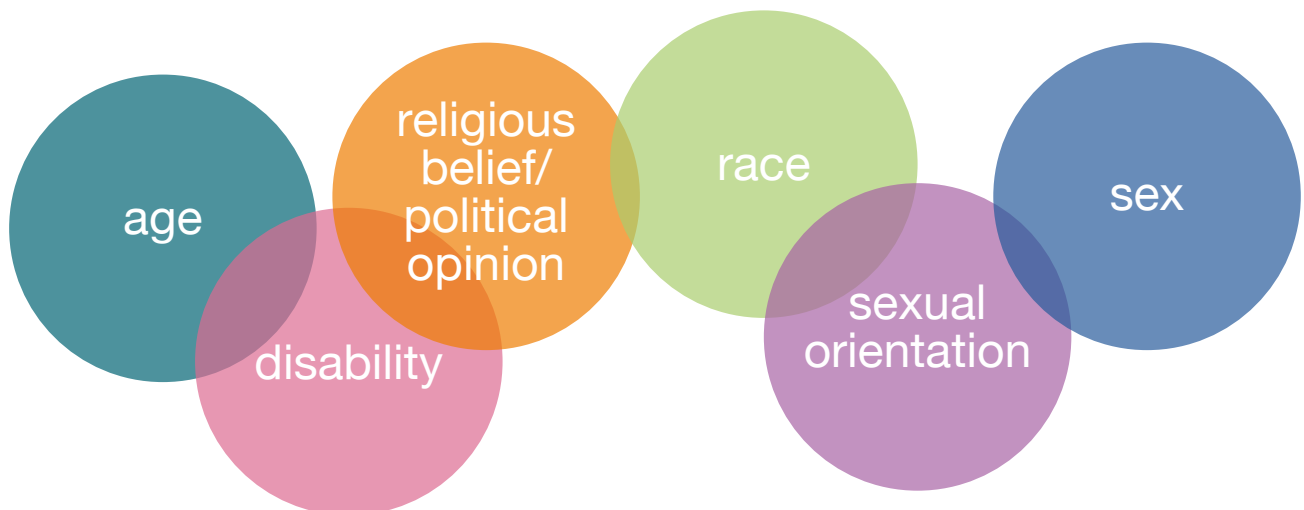 age
disability
religious
belief/
political
opinion
race
sexual
orientation
sex